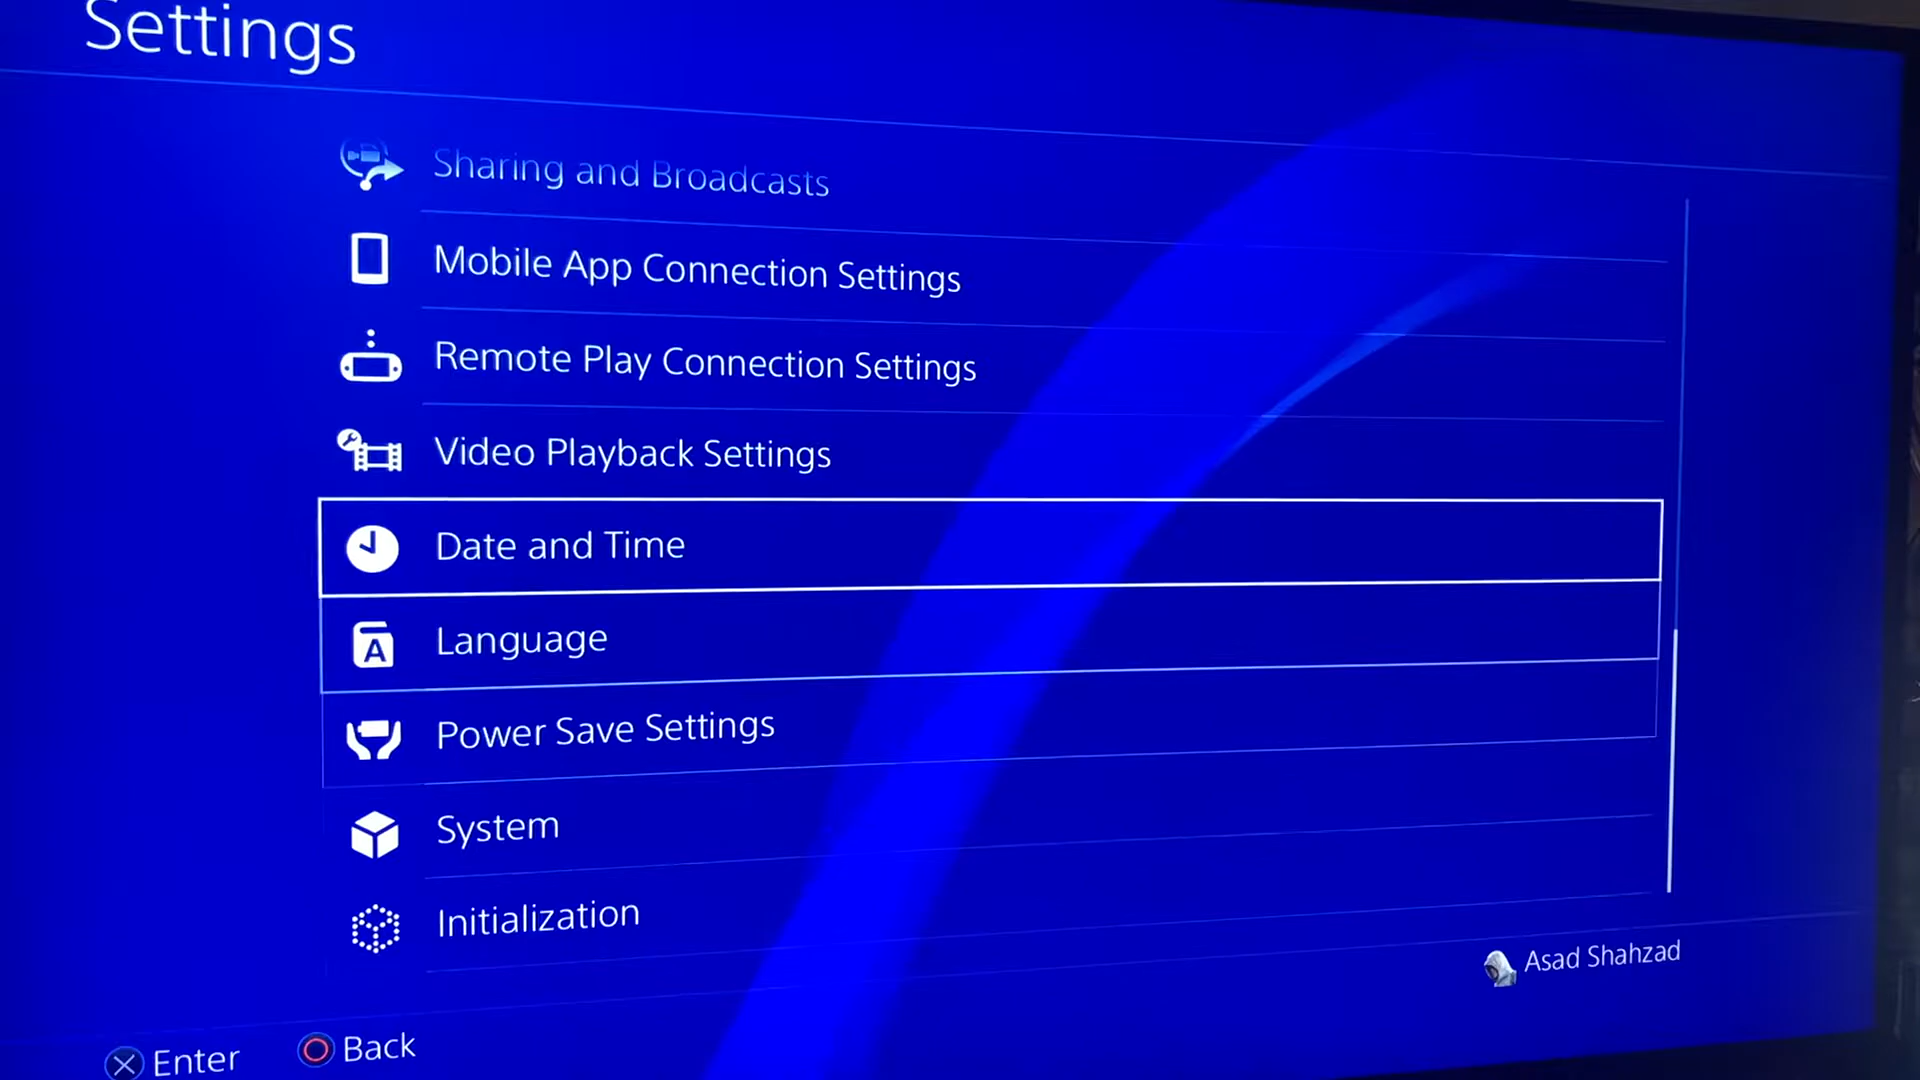 Settings
Sharing and Broadcasts
Mobile App Connection Settings
Remote Play Connection Settings
Video Playback Settings
Date and Time
Language
Power Save Settings
System
Initialization
Asad Shahzad
Enter
Back